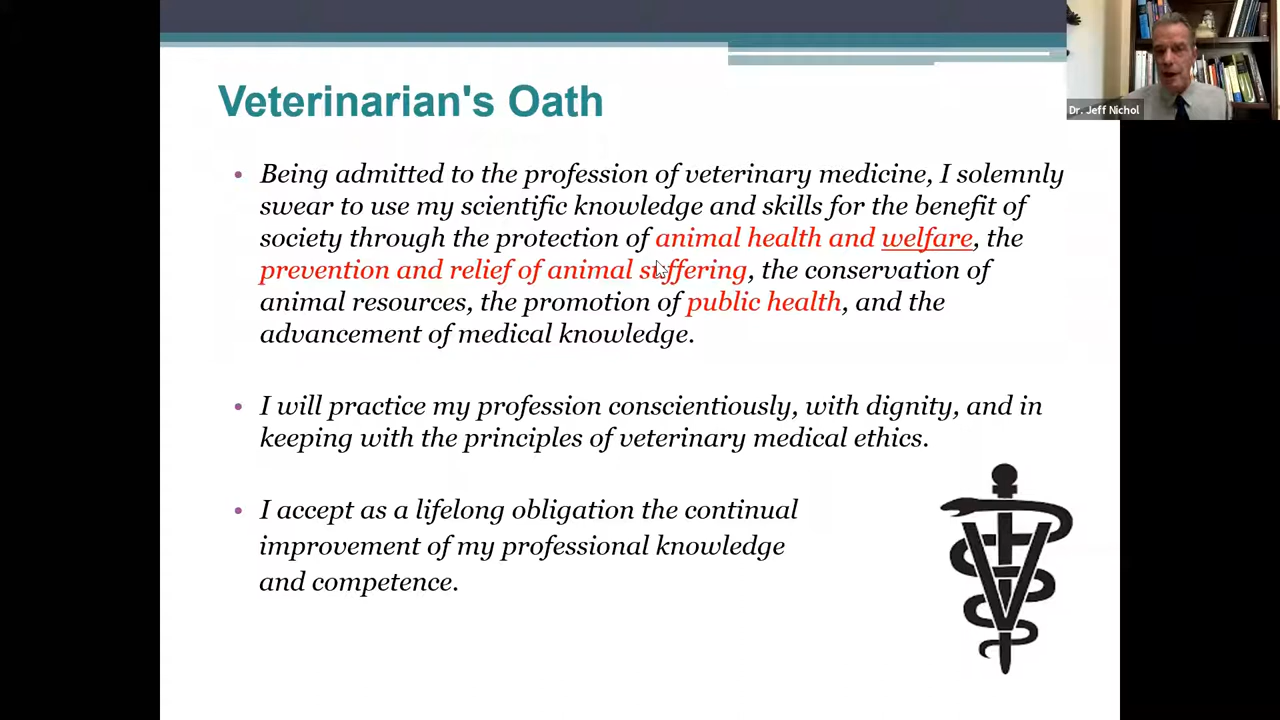 Veterinarian's Oath
Dr. Jeff Nichol
• Being admitted to the profession of veterinary medicine, I solemnly
swear to use my scientific knowledge and skills for the benefit of
society through the protection of animal health and welfare, the
prevention and relief of animal suffering, the conservation of
animal resources, the promotion of public health, and the
advancement of medical knowledge.
• I will practice my profession conscientiously, with dignity, and in
keeping with the principles of veterinary medical ethics.
• I accept as a lifelong obligation the continual
improvement of my professional knowledge
and competence.
V